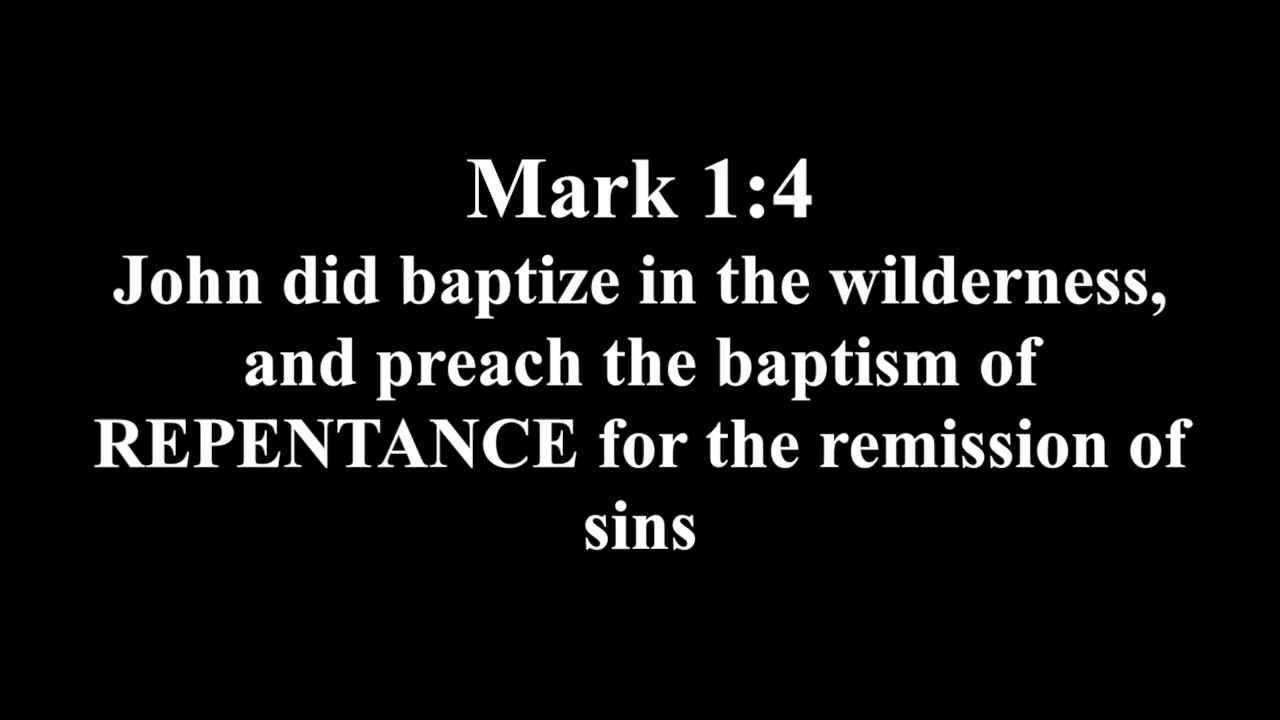 Mark 1:4
John did baptize in the wilderness,
and preach the baptism of
REPENTANCE for the remission of
sins